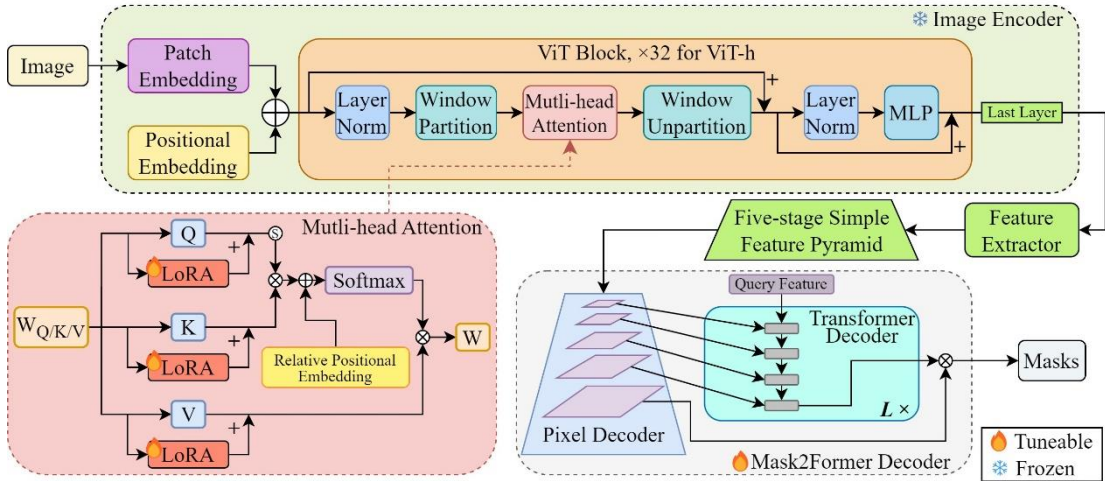 Image Encoder
Image
Patch
Embedding
Positional
Embedding
ViT Block, ×32 for ViT-h
Layer
Norm
Window
Partition
Mutli-head
Attention
Window
Unpartition
+
Layer
Norm
MLP
+
Last Layer
Mutli-head Attention
W Q/K/V
Q
+
S
LoRA
K
+
LoRA
V
+
LoRA
Softmax
Relative Positional
Embedding
W
Five-stage Simple
Feature Pyramid
Feature
Extractor
Query Feature
Transformer
Decoder
L ×
Pixel Decoder
Mask2Former Decoder
Masks
Tuneable
Frozen